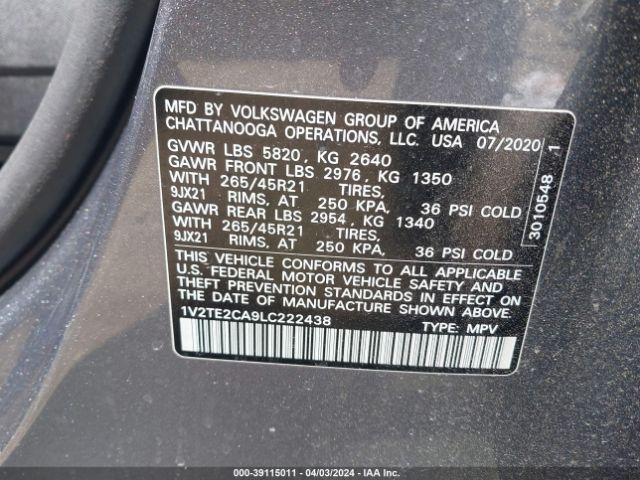 MFD BY VOLKSWAGEN GROUP OF AMERICA
CHATTANOOGA OPERATIONS, LLC. USA 07/2020
GVWR LBS 5820, KG 2640
GAWR FRONT LBS 2976, KG 1350
WITH 265/45R21 TIRES,
9JX21 RIMS, AT 250 KPA, 36 PSI COLD
GAWR REAR LBS 2954, KG 1340
WITH 265/45R21 TIRES,
9JX21 RIMS, AT 250 KPA, 36 PSI COLD
THIS VEHICLE CONFORMS TO ALL APPLICABLE
U.S. FEDERAL MOTOR VEHICLE SAFETY AND
THEFT PREVENTION STANDARDS IN EFFECT ON
THE DATE OF MANUFACTURE SHOWN ABOVE.
1V2TE2CA9LC222438 TYPE: MPV
3010548 1
000-39115011 - 04/03/2024 - IAA Inc.